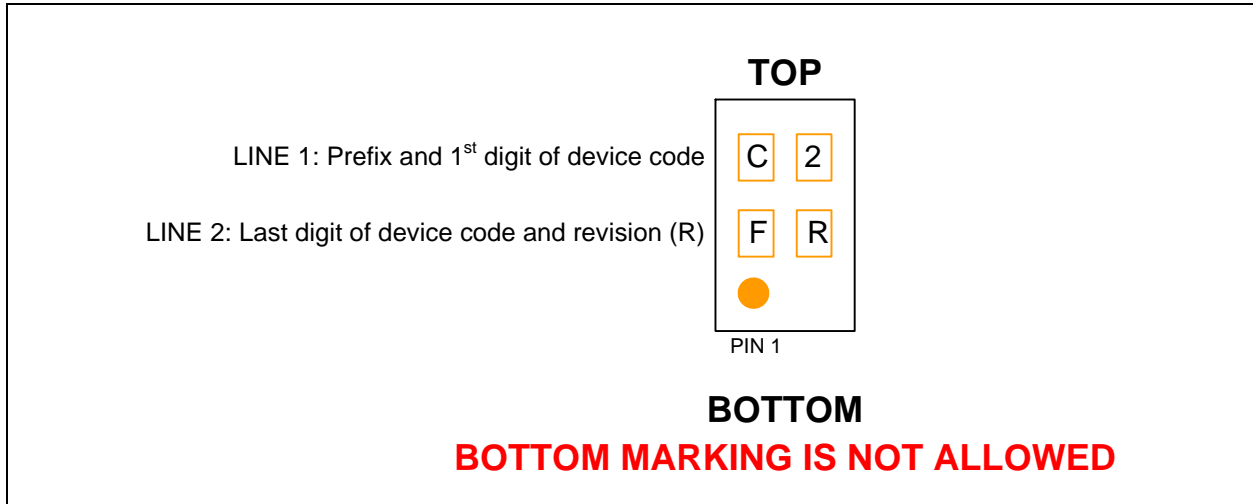 TOP
LINE 1: Prefix and 1st digit of device code C 2
LINE 2: Last digit of device code and revision (R) F R
PIN 1
BOTTOM
BOTTOM MARKING IS NOT ALLOWED